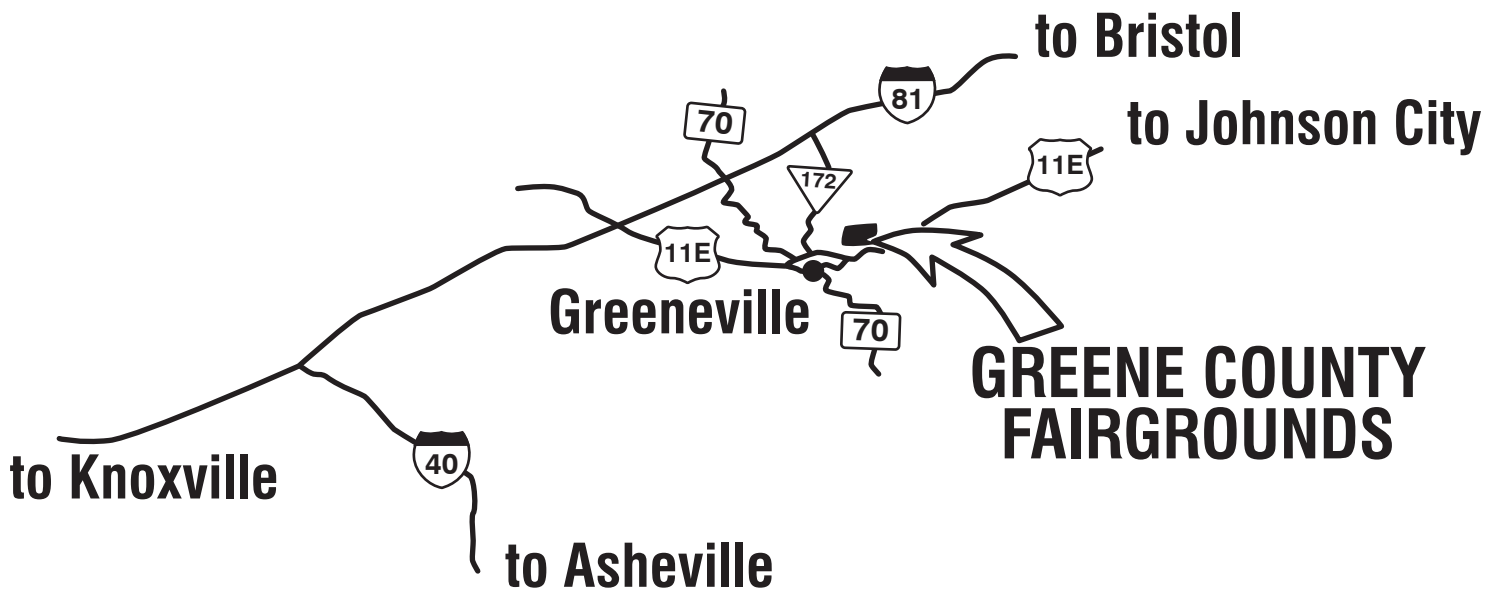 to Bristol
81
70
to Johnson City
11E
172
11E
Greeneville
70
GREENE COUNTY
FAIRGROUNDS
to Knoxville
40
to Asheville